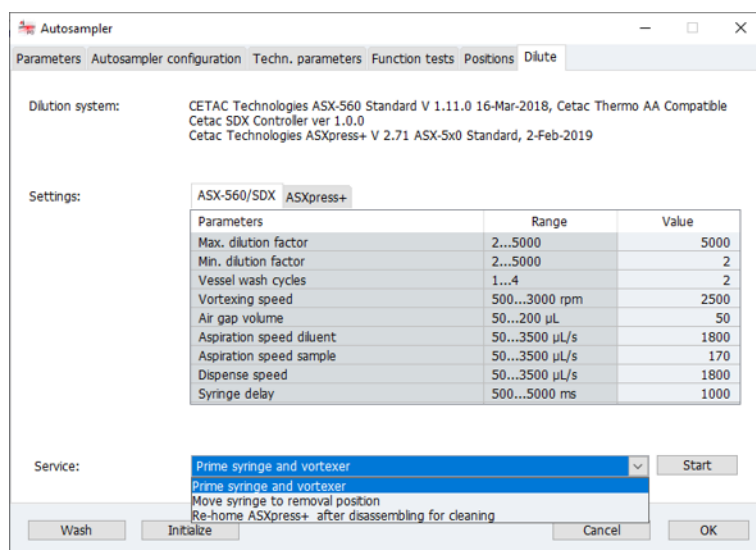 Autosampler
Parameters Autosampler configuration Techn. parameters Function tests Positions Dilute
Dilution system: CETAC Technologies ASX-560 Standard V 1.11.0 16-Mar-2018, Cetac Thermo AA Compatible
Cetac SDX Controller ver 1.0.0
Cetac Technologies ASXpress+ V 2.71 ASX-5x0 Standard, 2-Feb-2019
Settings: ASX-560/SDX ASXpress+
Parameters Range Value
Max. dilution factor 2...5000 5000
Min. dilution factor 2...5000 2
Vessel wash cycles 1...4 2
Vortexing speed 500...3000 rpm 2500
Air gap volume 50...200 µL 50
Aspiration speed diluent 50...3500 µL/s 1800
Aspiration speed sample 50...3500 µL/s 170
Dispense speed 50...3500 µL/s 1800
Syringe delay 500...5000 ms 1000
Service: Prime syringe and vortexer Start
Prime syringe and vortexer
Move syringe to removal position
Re-home ASXpress+ after disassembling for cleaning
Wash Initialize Cancel OK